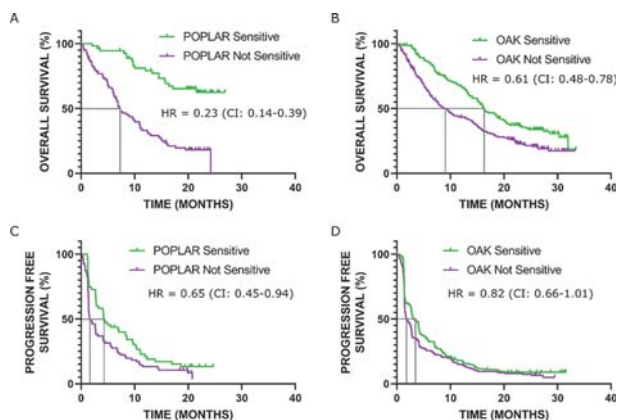 A
POPLAR Sensitive
POPLAR Not Sensitive
HR = 0.23 (CI: 0.14-0.39)
OVERALL SURVIVAL (%)
100
50
0
0 10 20 30 40
TIME (MONTHS)
B
OAK Sensitive
OAK Not Sensitive
HR = 0.61 (CI: 0.48-0.78)
OVERALL SURVIVAL (%)
100
50
0
0 10 20 30 40
TIME (MONTHS)
C
POPLAR Sensitive
POPLAR Not Sensitive
HR = 0.65 (CI: 0.45-0.94)
PROGRESSION FREE
SURVIVAL (%)
100
50
0
0 10 20 30 40
TIME (MONTHS)
D
OAK Sensitive
OAK Not Sensitive
HR = 0.82 (CI: 0.66-1.01)
PROGRESSION FREE
SURVIVAL (%)
100
50
0
0 10 20 30 40
TIME (MONTHS)